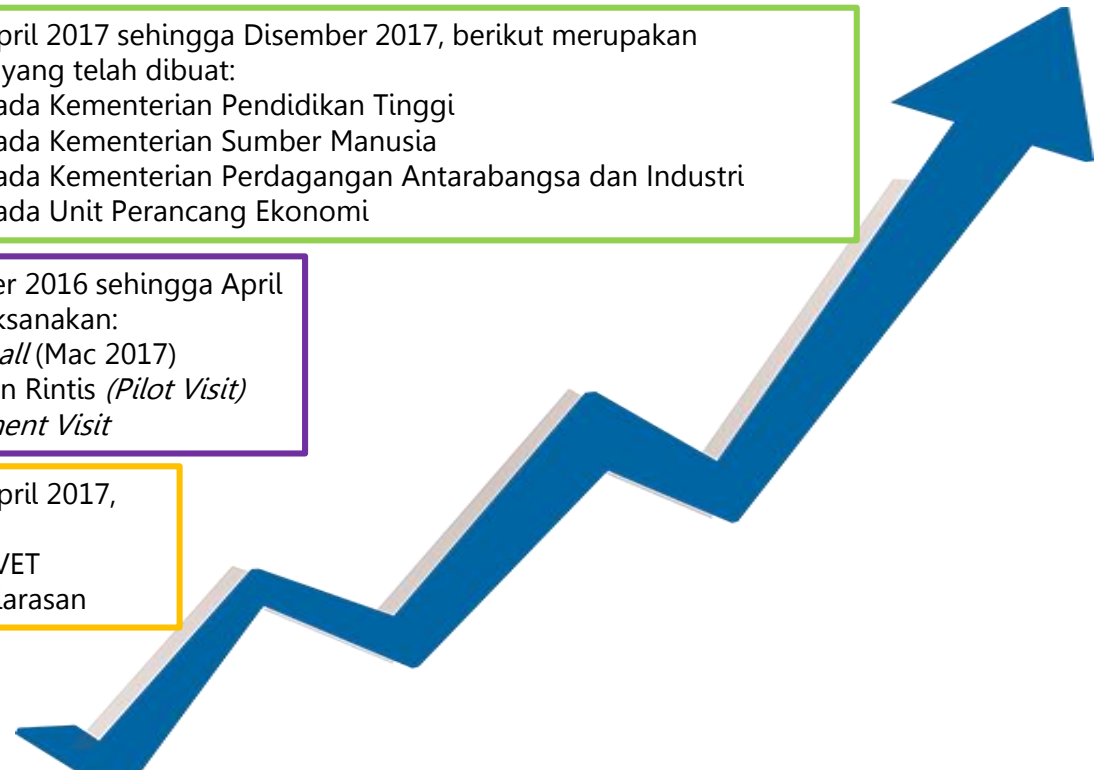 pril 2017 sehingga Disember 2017, berikut merupakan
yang telah dibuat:
ada Kementerian Pendidikan Tinggi
ada Kementerian Sumber Manusia
ada Kementerian Perdagangan Antarabangsa dan Industri
ada Unit Perancang Ekonomi
er 2016 sehingga April
ksanakan:
all (Mac 2017)
n Rintis (Pilot Visit)
ment Visit
pril 2017,
VET
larasan